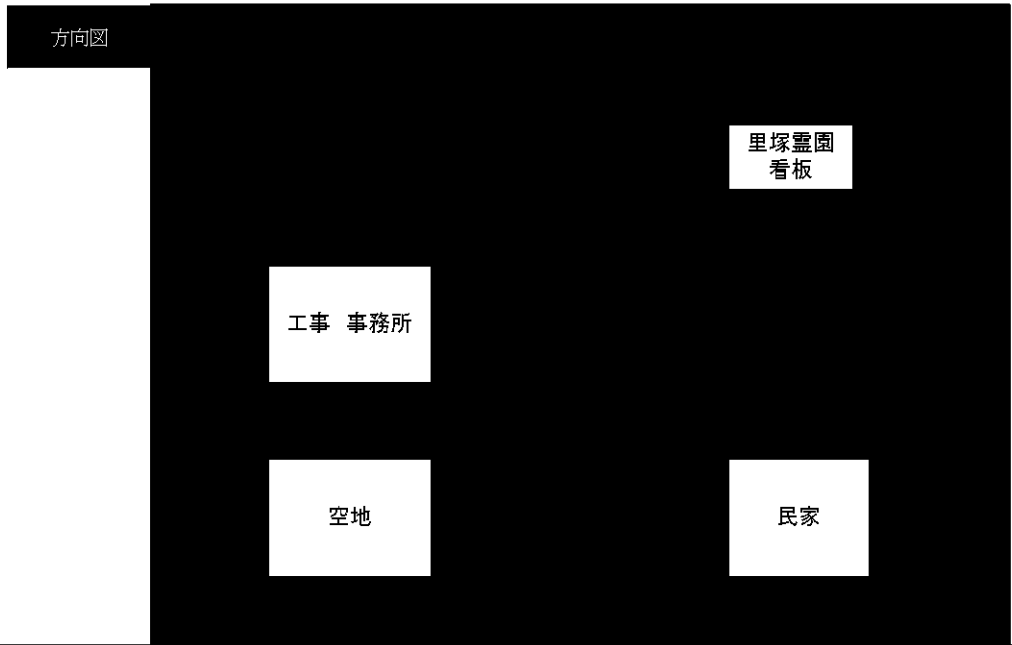 方向図
里塚霊園
看板
工事　事務所
空地
民家